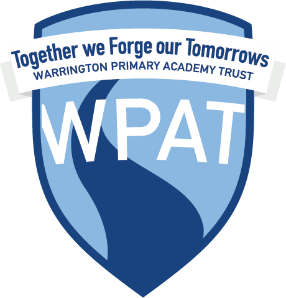 Together we Forge our Tomorrows
WARRINGTON PRIMARY ACADEMY TRUST
WPAT